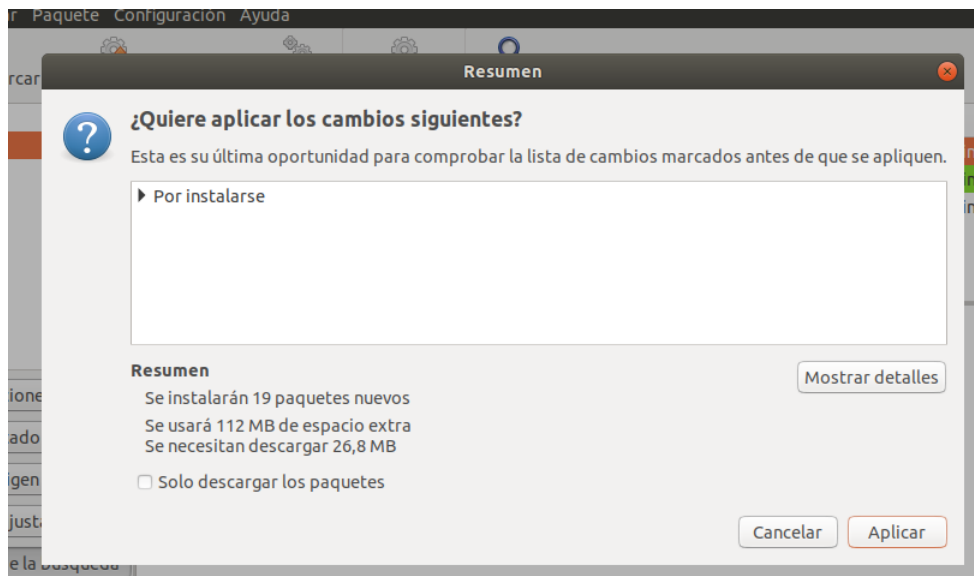 Paquete Configuración Ayuda
Resumen
¿Quiere aplicar los cambios siguientes?
Esta es su última oportunidad para comprobar la lista de cambios marcados antes de que se apliquen.
Por instalarse
Resumen
Mostrar detalles
Se instalarán 19 paquetes nuevos
Se usará 112 MB de espacio extra
Se necesitan descargar 26,8 MB
Solo descargar los paquetes
Cancelar Aplicar